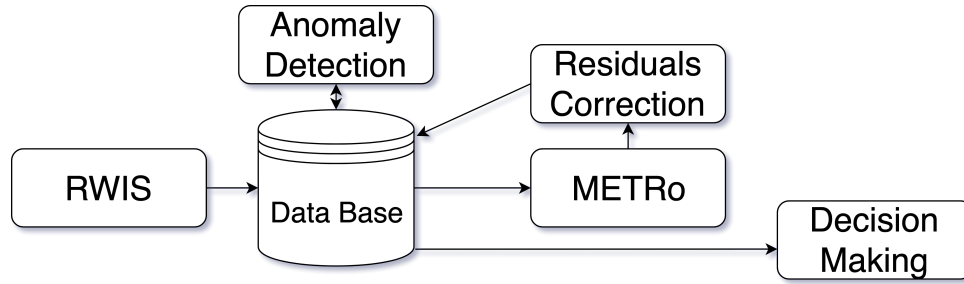 Anomaly
Detection
Residuals
Correction
RWIS
Data Base
METRo
Decision
Making